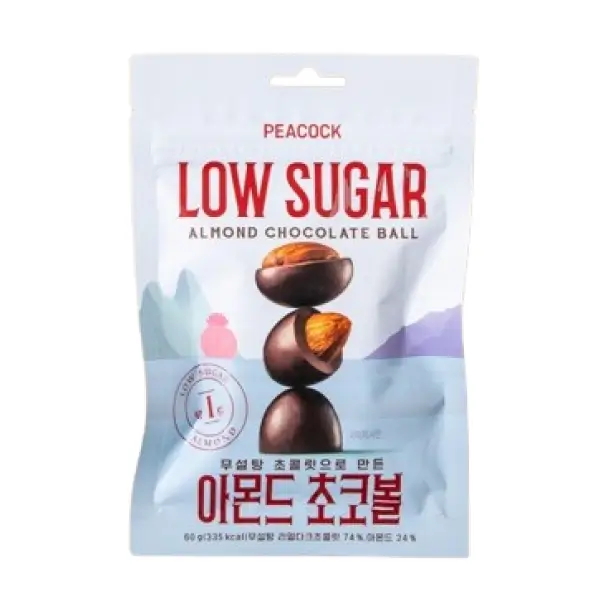 PEACOCK
LOW SUGAR
ALMOND CHOCOLATE BALL
LOW SUGAR
1
ALMOND
무설탕 초콜릿으로 만든
아몬드 초코볼
60 g(335 kcal)무설탕 리얼다크초콜릿 74 %, 아몬드 24 %